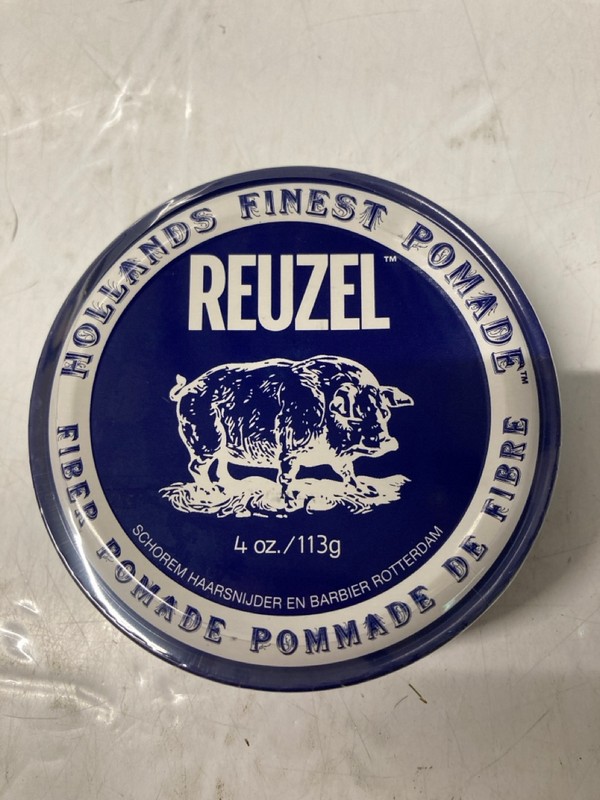 HOLLANDS FINEST POMADE™
REUZEL™
4 oz./113g
SCHOREM HAARSNIJDER EN BARBIER ROTTERDAM
FIBER POMADE POMMADE DE FIBRE